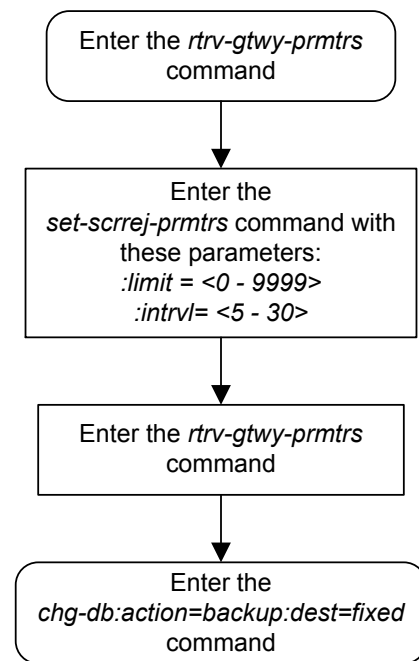 Enter the rtrv-gtwy-prmtrs
command
Enter the
set-scrrej-prmtrs command with
these parameters:
:limit = <0 - 9999>
:intrvl= <5 - 30>
Enter the rtrv-gtwy-prmtrs
command
Enter the
chg-db:action=backup:dest=fixed
command